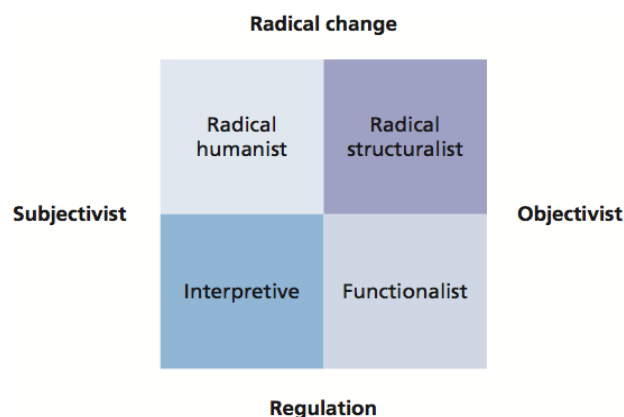 Radical change
Radical
humanist
Radical
structuralist
Subjectivist
Objectivist
Interpretive
Functionalist
Regulation